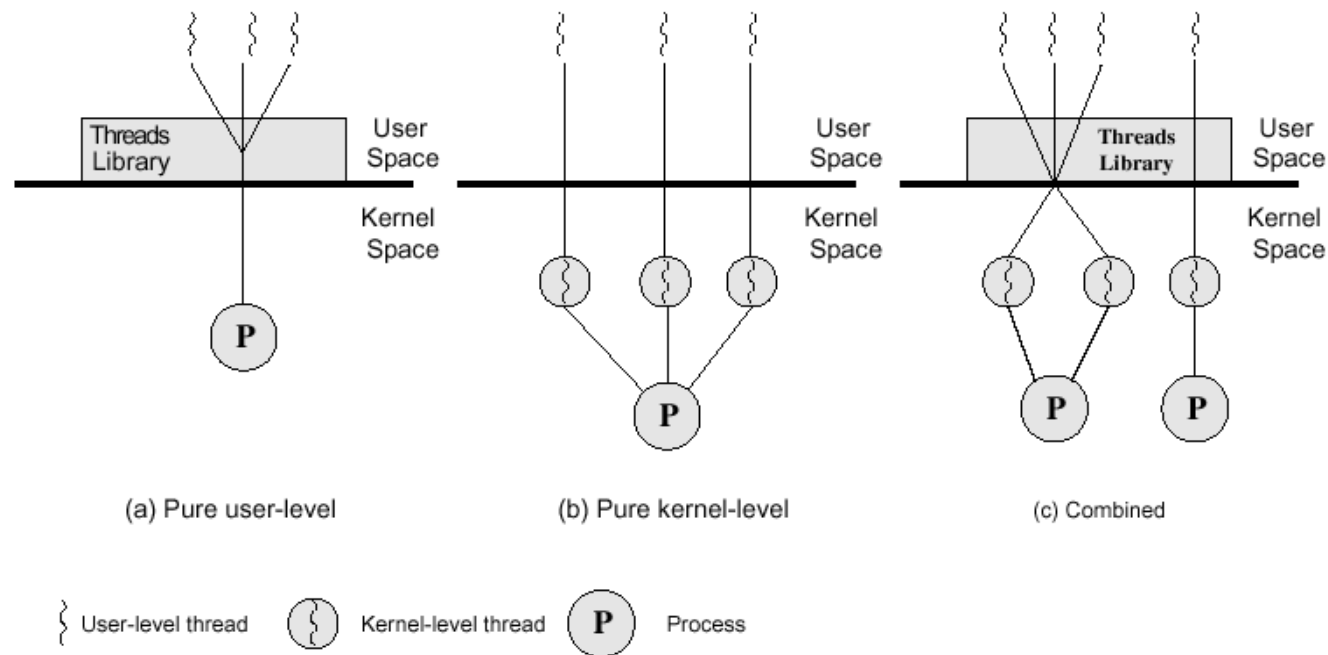 Threads
Library
User
Space
Kernel
Space
P
(a) Pure user-level
User
Space
Kernel
Space
P
(b) Pure kernel-level
Threads
Library
User
Space
Kernel
Space
P
P
(c) Combined
User-level thread
Kernel-level thread
P
Process